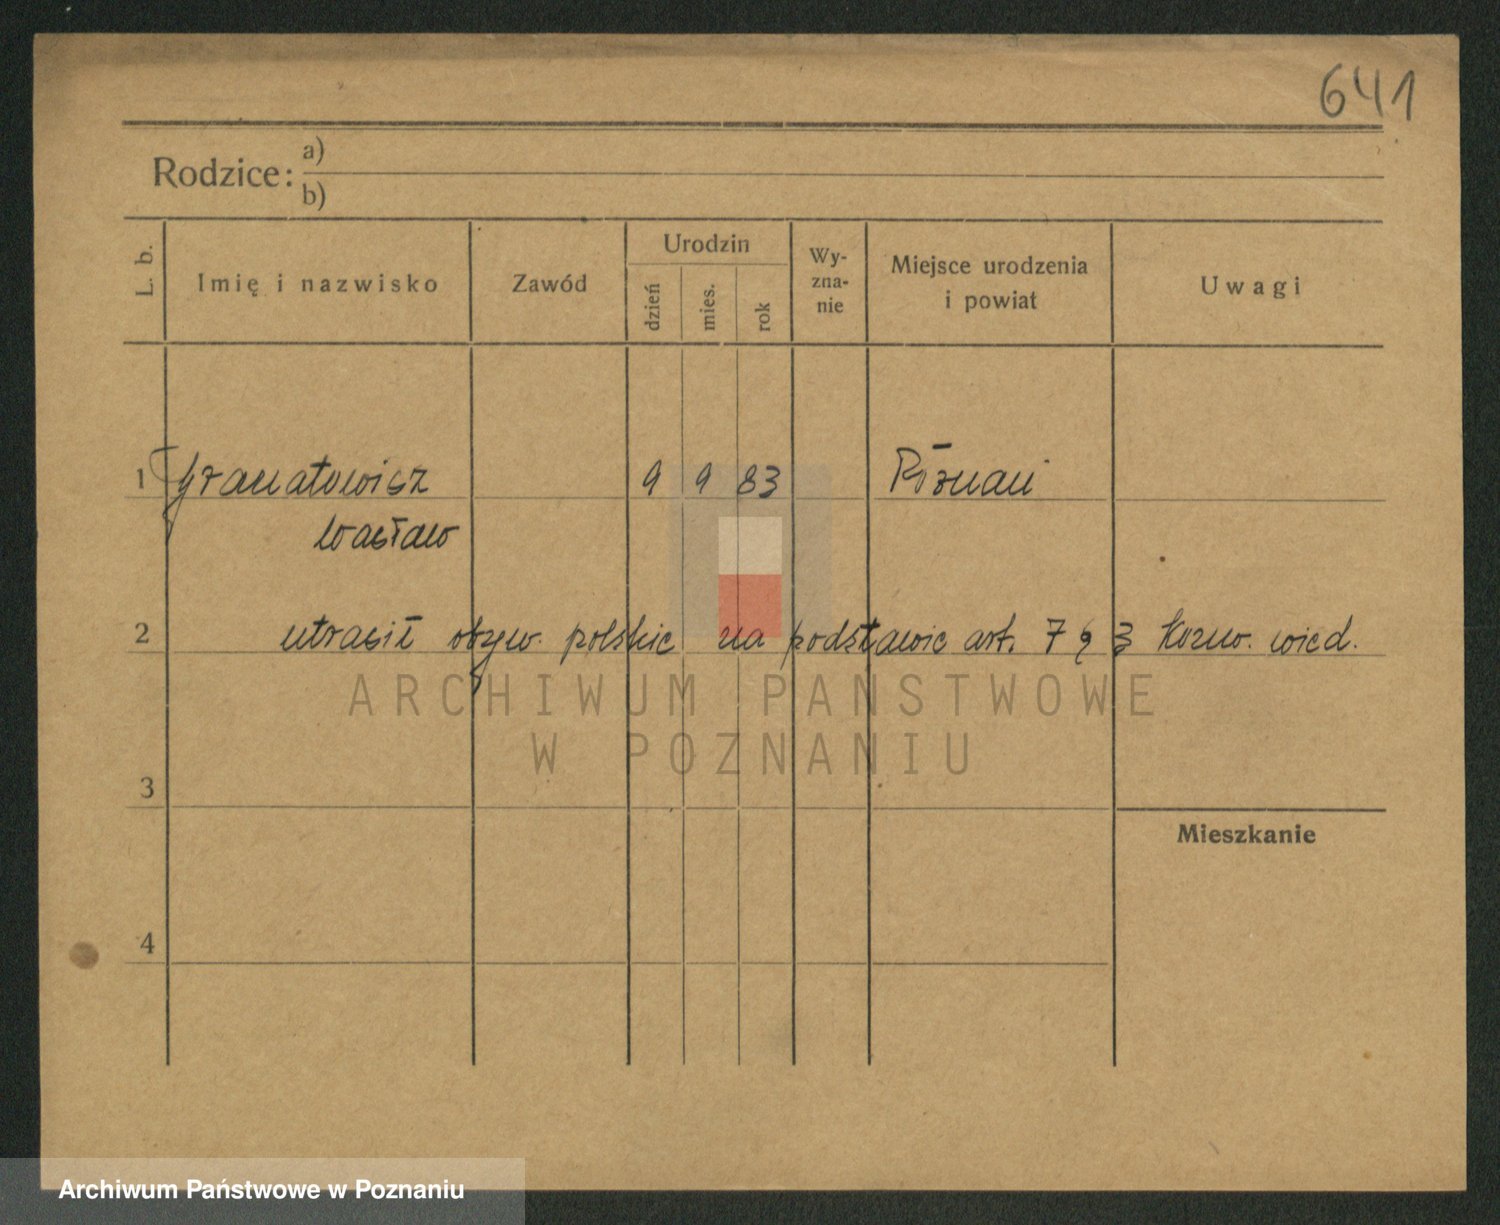 641
Rodzice: a)
b)
L. b. Imię i nazwisko Zawód Urodzin dzień mies. rok Wy-zna-nie Miejsce urodzenia i powiat Uwagi
1 Granatowicz 9 9 83 Poznań
Wacław
2 utracił obyw. polskie na podstawie art. 7 § 3 konw. wied.
ARCHIWUM PAŃSTWOWE
W POZNANIU
3
Mieszkanie
4
Archiwum Państwowe w Poznaniu